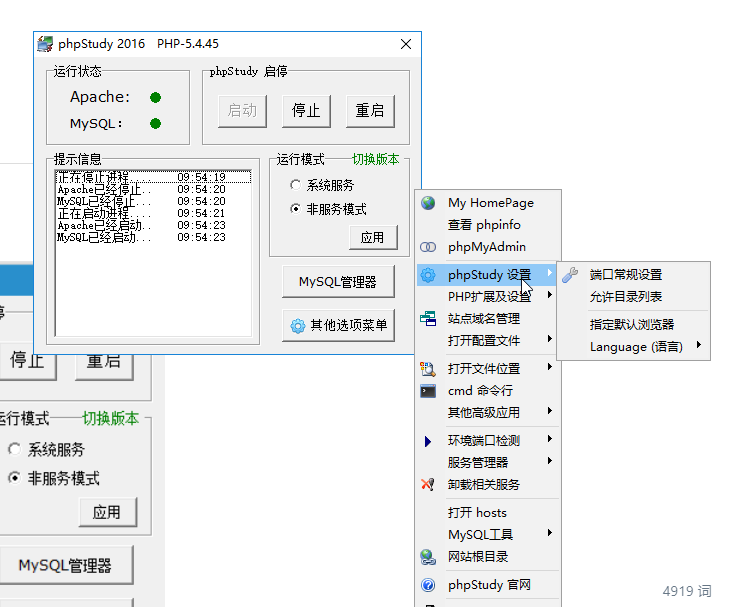 phpStudy 2016 PHP-5.4.45
运行状态
Apache:
MySQL:
phpStudy 启停
启动
停止
重启
提示信息
正在停止进程.... 09:54:19
Apache已经停止.. 09:54:20
MySQL已经停止... 09:54:20
正在启动进程.... 09:54:21
Apache已经启动.. 09:54:23
MySQL已经启动... 09:54:23
运行模式
切换版本
系统服务
非服务模式
应用
MySQL管理器
其他选项菜单
My HomePage
查看 phpinfo
phpMyAdmin
phpStudy 设置
PHP扩展及设置
站点域名管理
打开配置文件
打开文件位置
cmd 命令行
其他高级应用
环境端口检测
服务管理器
卸载相关服务
打开 hosts
MySQL工具
网站根目录
phpStudy 官网
端口常规设置
允许目录列表
指定默认浏览器
Language (语言)
停止
重启
运行模式
切换版本
系统服务
非服务模式
应用
MySQL管理器
4919 词